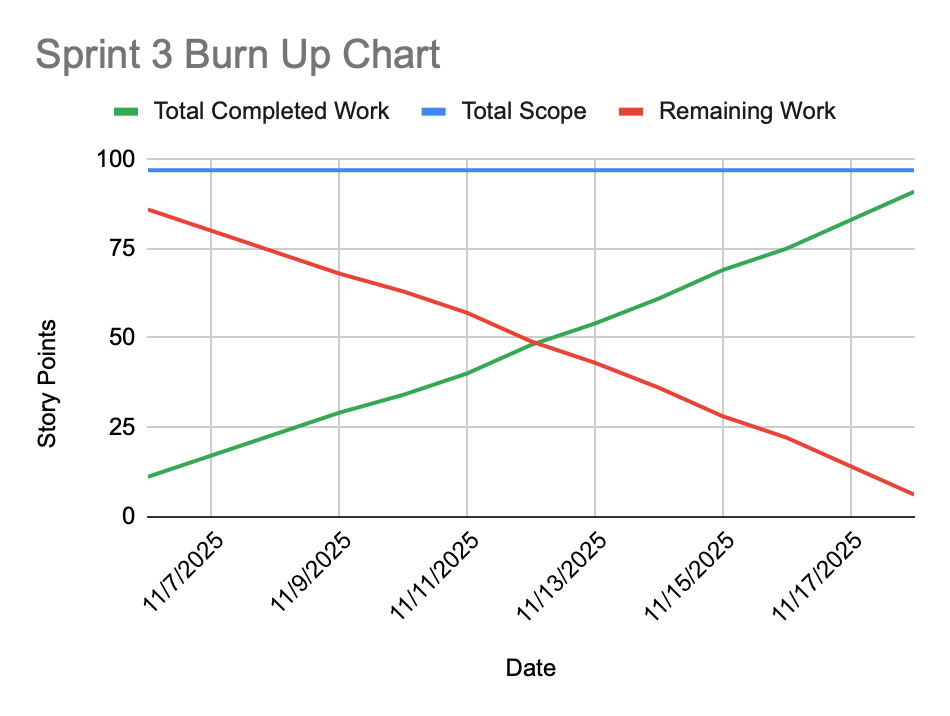 Sprint 3 Burn Up Chart
Total Completed Work
Total Scope
Remaining Work
100
75
50
25
0
Story Points
11/7/2025
11/9/2025
11/11/2025
11/13/2025
11/15/2025
11/17/2025
Date